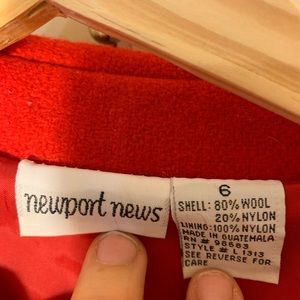 newport news
6
SHELL: 80% WOOL
20% NYLON
LINING: 100% NYLON
MADE IN GUATEMALA
RN # 98683
STYLE # L 1313
SEE REVERSE FOR
CARE